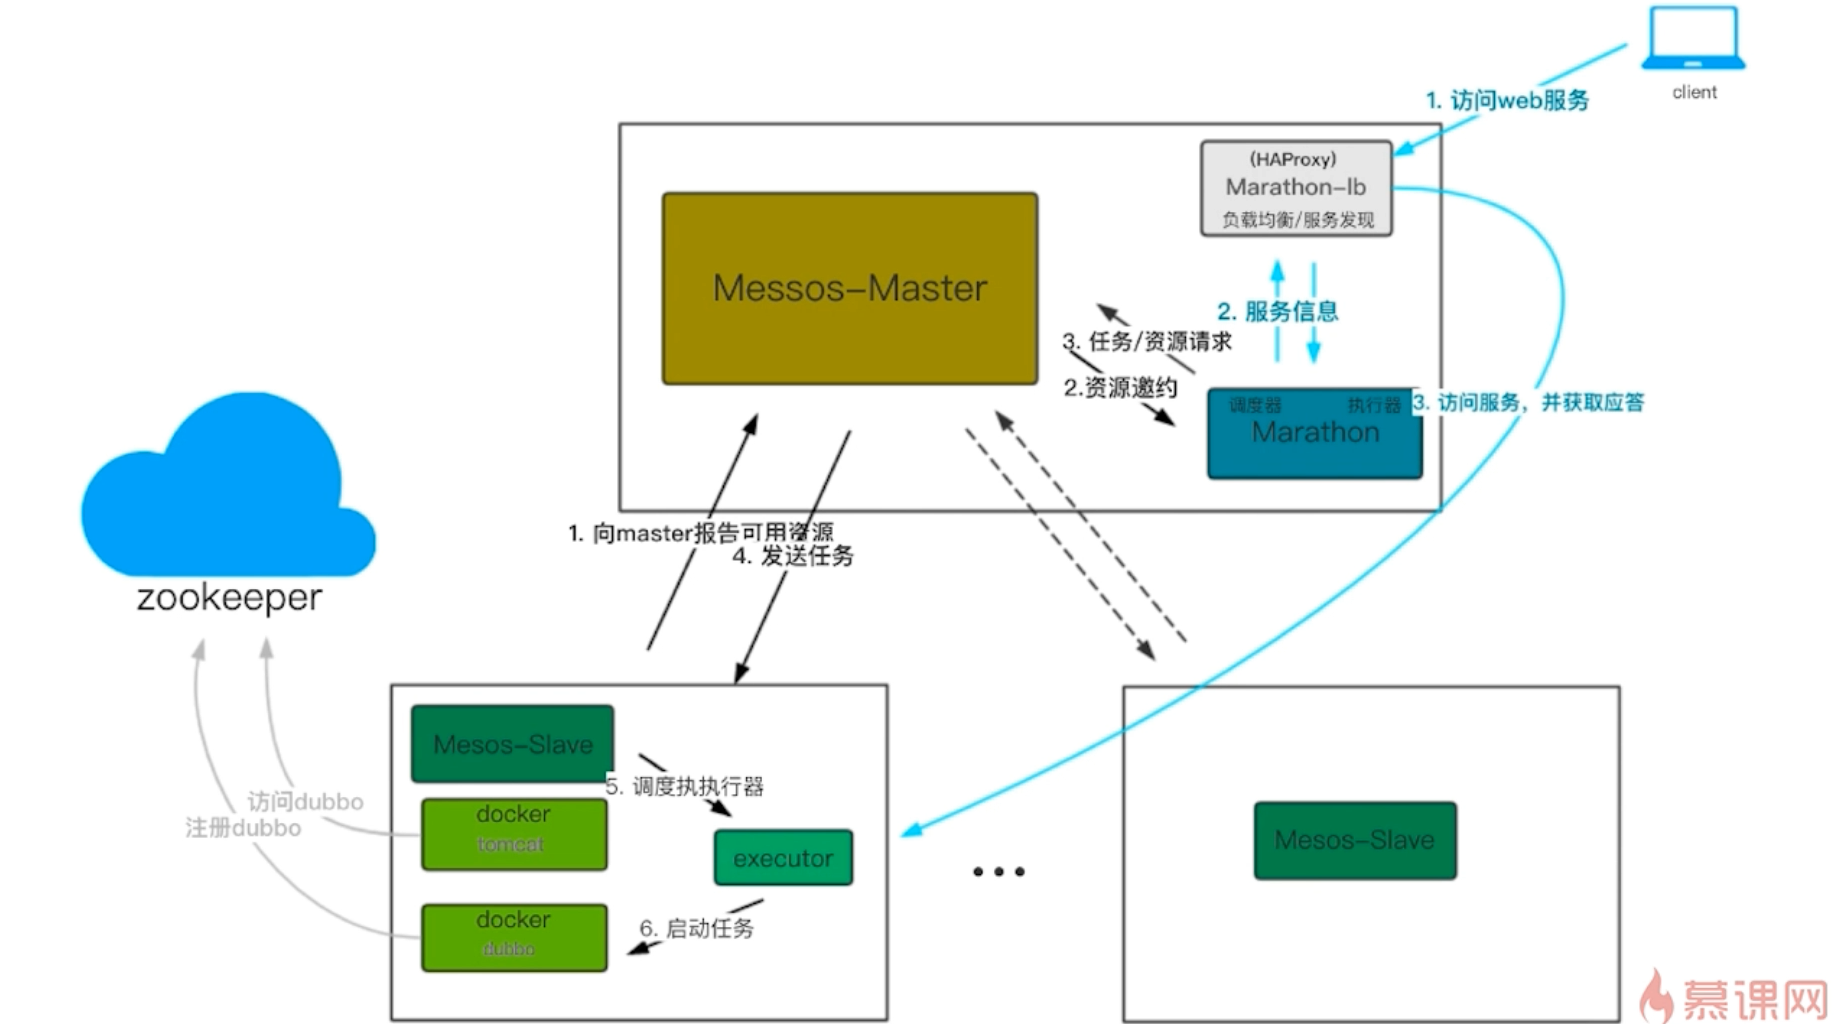 client
1. 访问web服务
(HAProxy)
Marathon-lb
负载均衡/服务发现
Messos-Master
2. 服务信息
3. 任务/资源请求
2.资源邀约
调度器 执行器
Marathon
3. 访问服务，并获取应答
1. 向master报告可用资源
4. 发送任务
zookeeper
访问dubbo
注册dubbo
Mesos-Slave
5. 调度执执行器
docker
tomcat
executor
docker
dubbo
6. 启动任务
...
Mesos-Slave
慕课网